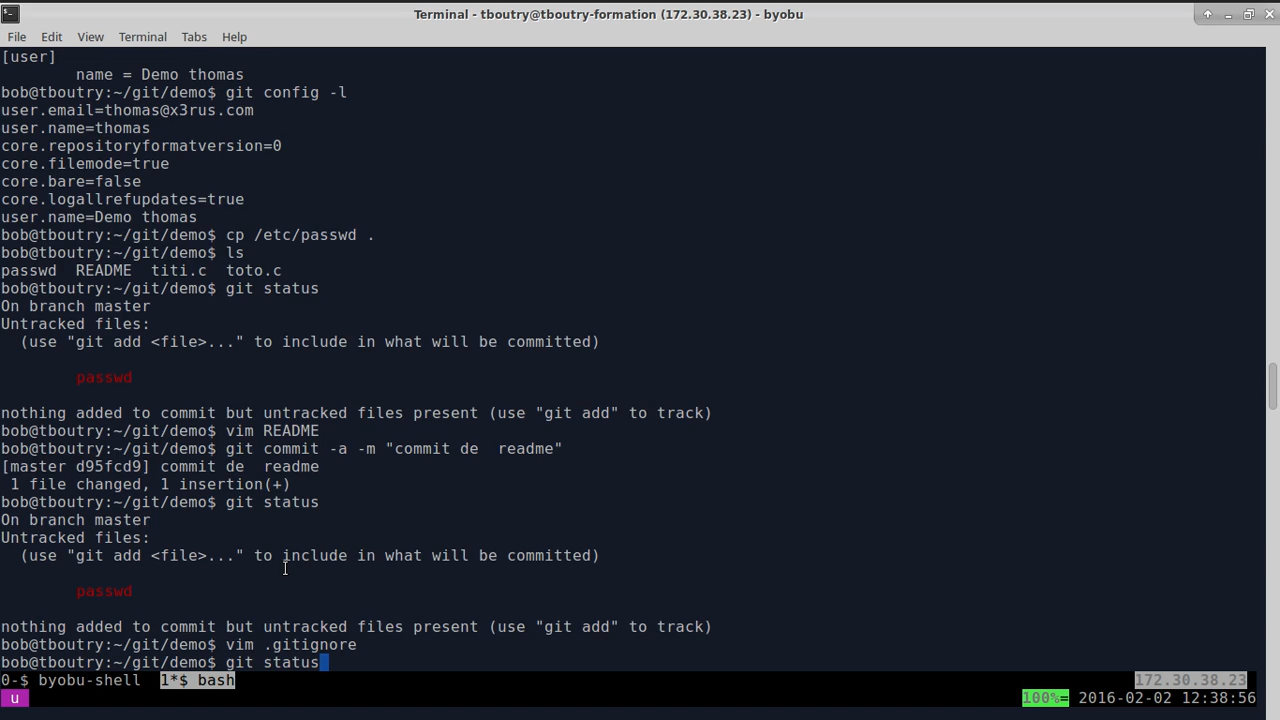 Terminal - tboutry@tboutry-formation (172.30.38.23) - byobu
File Edit View Terminal Tabs Help
[user]
        name = Demo thomas
bob@tboutry:~/git/demo$ git config -l
user.email=thomas@x3rus.com
user.name=thomas
core.repositoryformatversion=0
core.filemode=true
core.bare=false
core.logallrefupdates=true
user.name=Demo thomas
bob@tboutry:~/git/demo$ cp /etc/passwd .
bob@tboutry:~/git/demo$ ls
passwd  README  titi.c  toto.c
bob@tboutry:~/git/demo$ git status
On branch master
Untracked files:
  (use "git add <file>..." to include in what will be committed)
        passwd
nothing added to commit but untracked files present (use "git add" to track)
bob@tboutry:~/git/demo$ vim README
bob@tboutry:~/git/demo$ git commit -a -m "commit de  readme"
[master d95fcd9] commit de  readme
 1 file changed, 1 insertion(+)
bob@tboutry:~/git/demo$ git status
On branch master
Untracked files:
  (use "git add <file>..." to include in what will be committed)
        passwd
nothing added to commit but untracked files present (use "git add" to track)
bob@tboutry:~/git/demo$ vim .gitignore
bob@tboutry:~/git/demo$ git status
0-$ byobu-shell  1*$ bash 172.30.38.23
u 100%= 2016-02-02 12:38:56